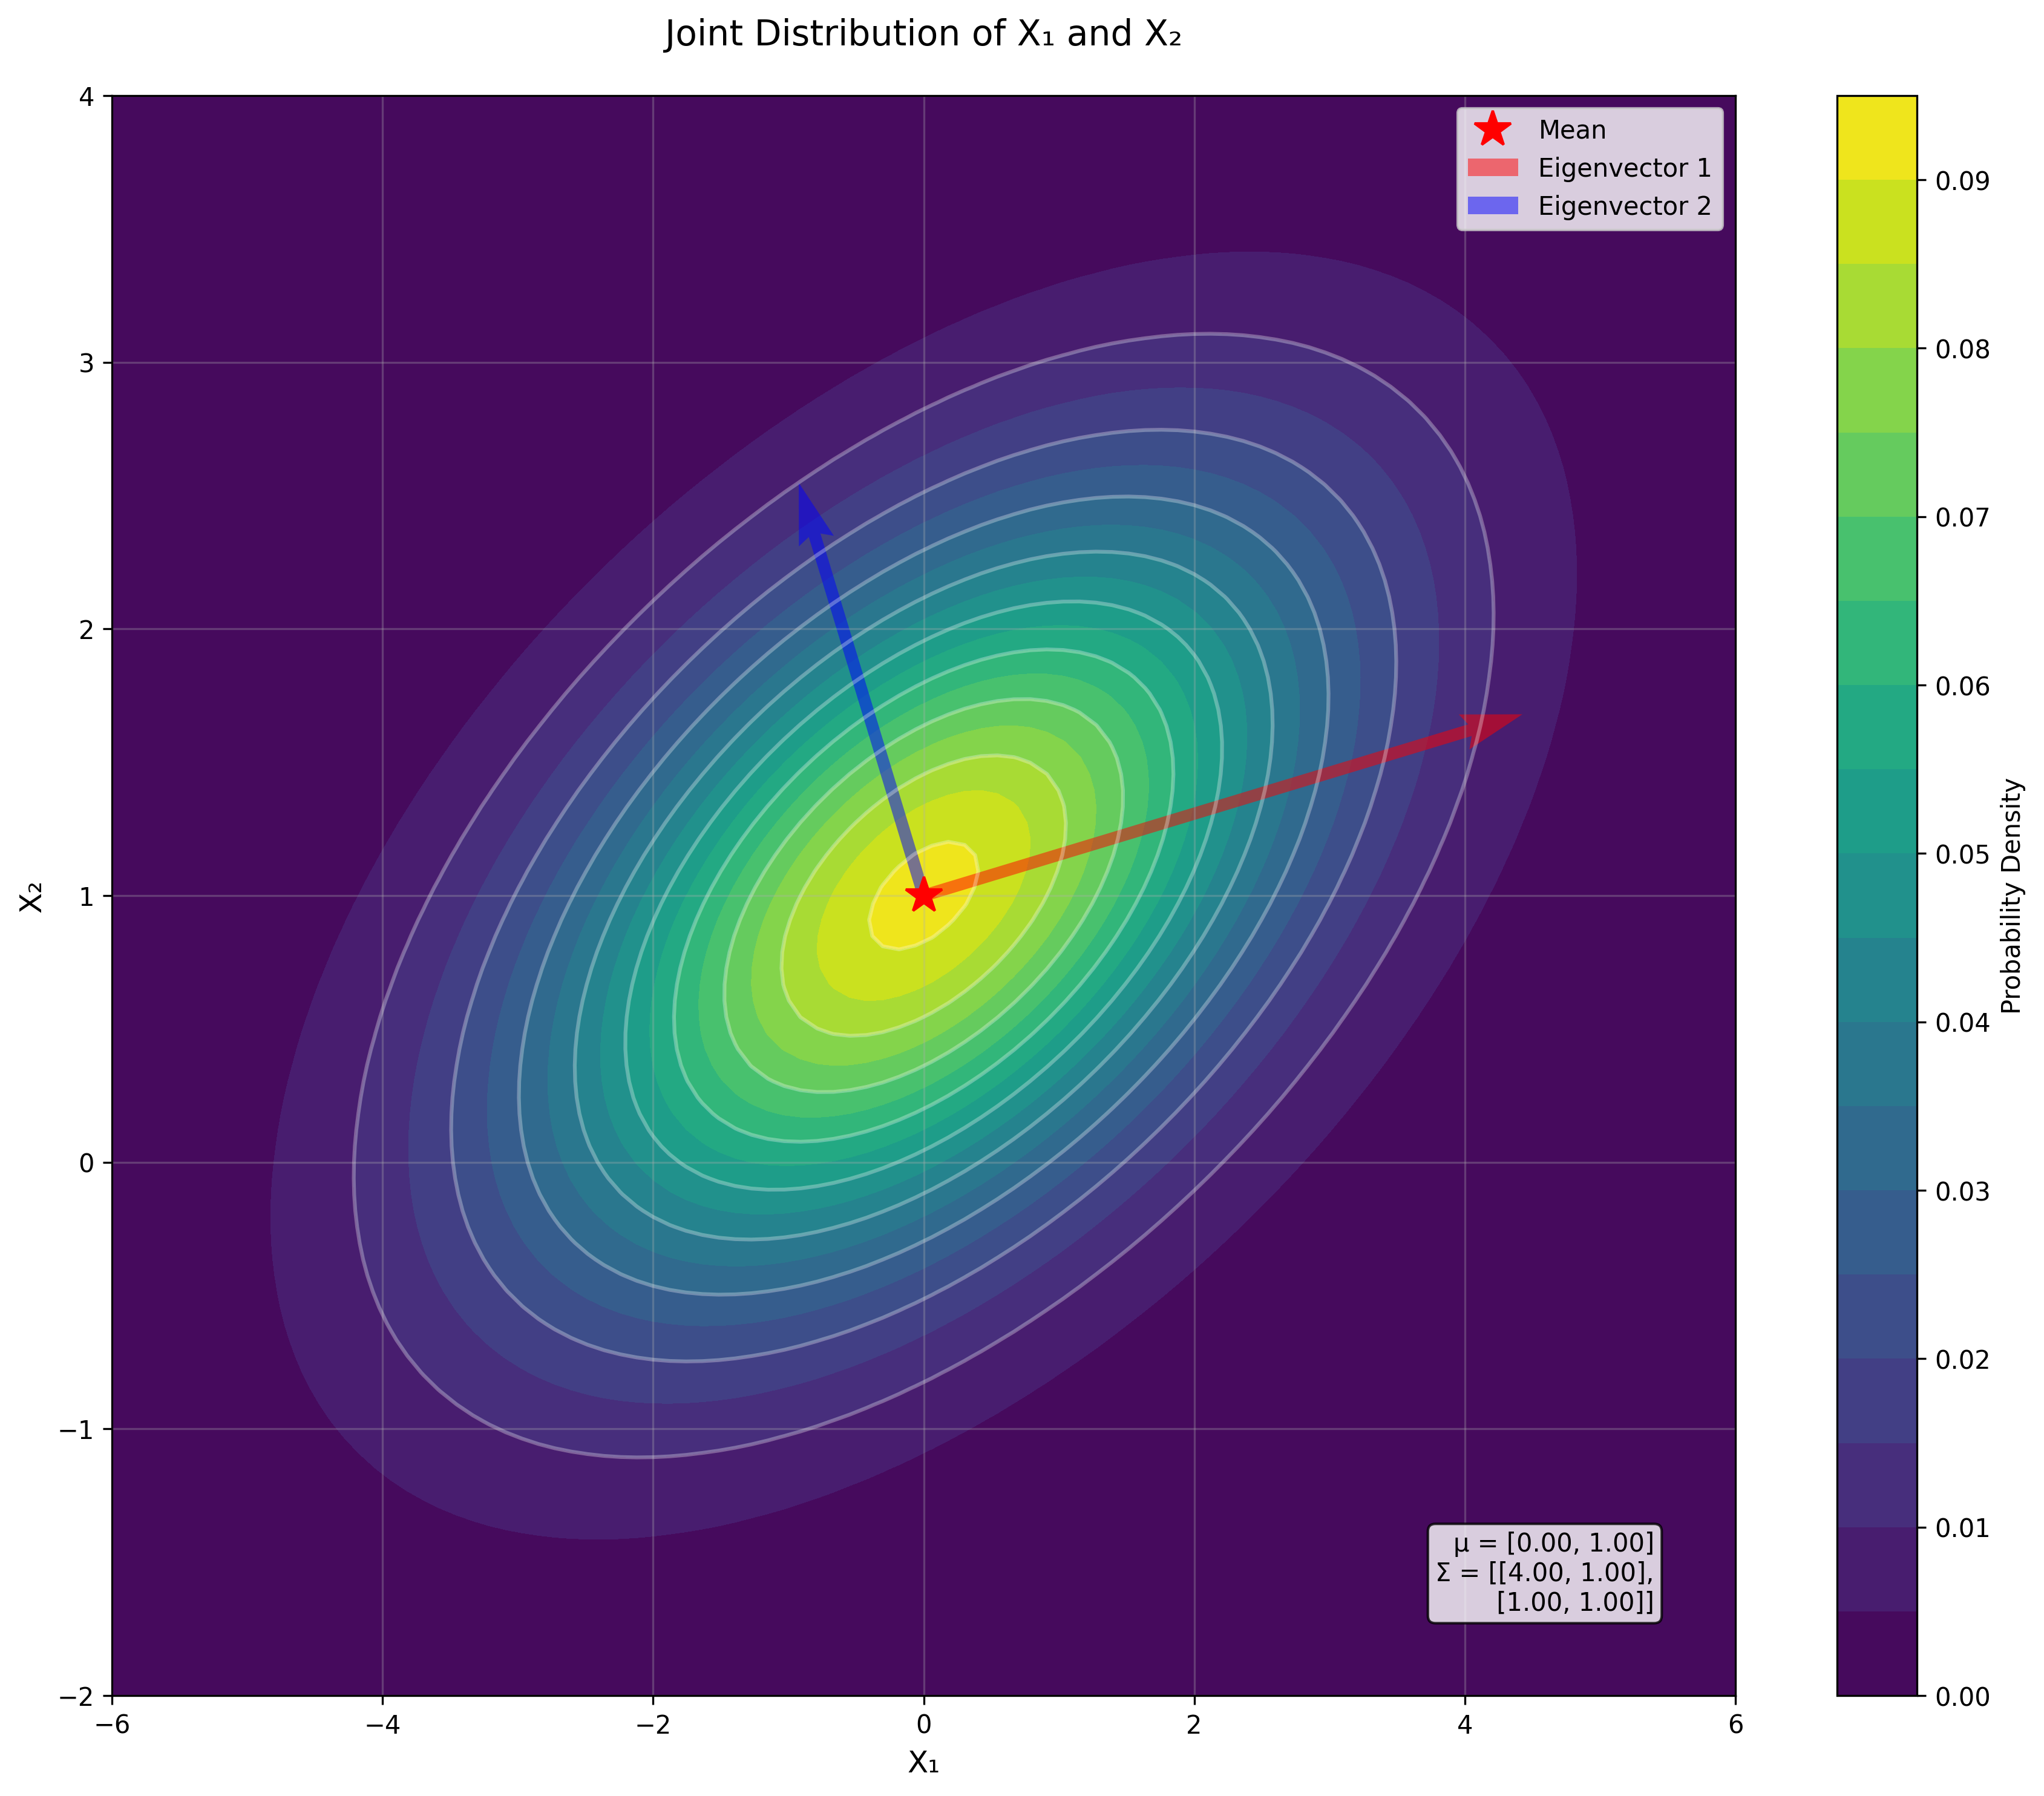 Joint Distribution of X₁ and X₂
Mean
Eigenvector 1
Eigenvector 2
4
3
2
1
0
−1
−2
X₂
−6
−4
−2
0
2
4
6
X₁
μ = [0.00, 1.00]
Σ = [[4.00, 1.00],
[1.00, 1.00]]
0.09
0.08
0.07
0.06
0.05
0.04
0.03
0.02
0.01
0.00
Probability Density